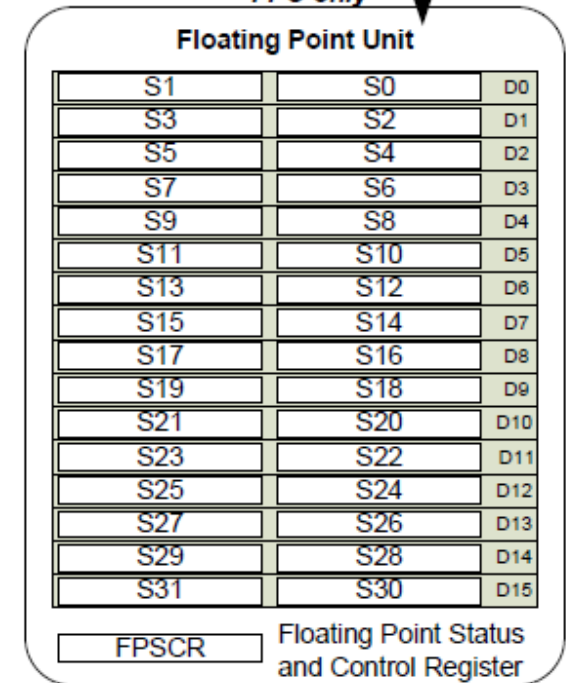 only
Floating Point Unit
S1 S0 D0
S3 S2 D1
S5 S4 D2
S7 S6 D3
S9 S8 D4
S11 S10 D5
S13 S12 D6
S15 S14 D7
S17 S16 D8
S19 S18 D9
S21 S20 D10
S23 S22 D11
S25 S24 D12
S27 S26 D13
S29 S28 D14
S31 S30 D15
FPSCR Floating Point Status
and Control Register